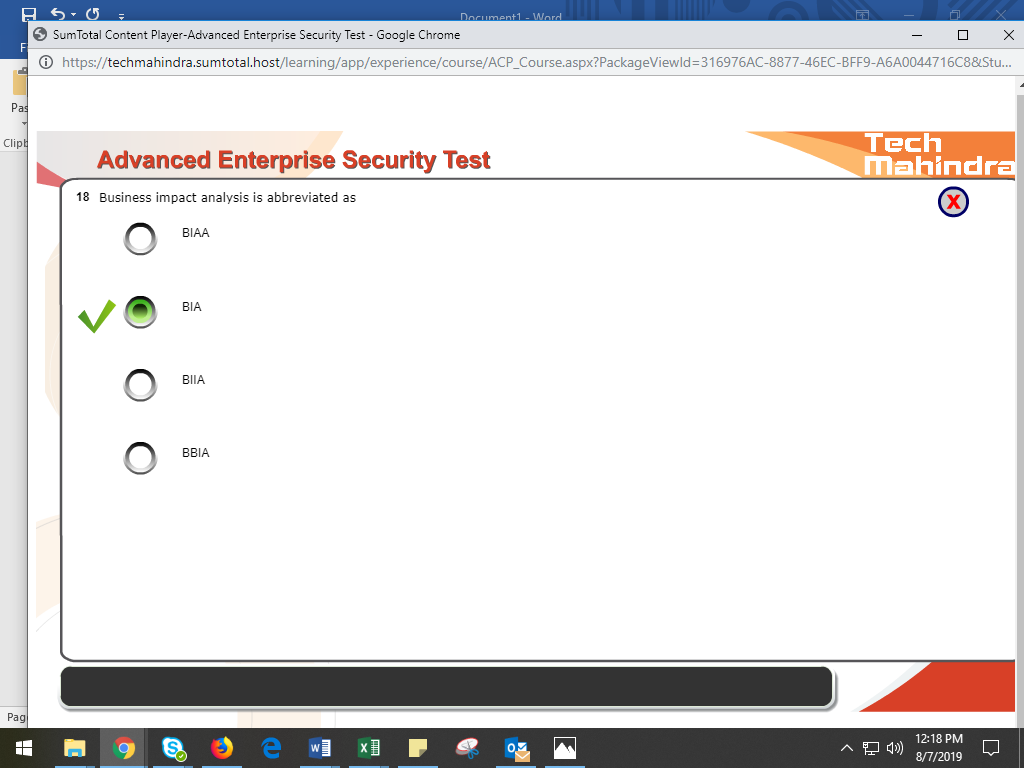 Document1 - Word
SumTotal Content Player-Advanced Enterprise Security Test - Google Chrome
https://techmahindra.sumtotal.host/learning/app/experience/course/ACP_Course.aspx?PackageViewId=316976AC-8877-46EC-BFF9-A6A0044716C8&Stu...
F
Pas
Clipb
Advanced Enterprise Security Test
Tech
Mahindra
18 Business impact analysis is abbreviated as
X
BIAA
BIA
BIIA
BBIA
Page
12:18 PM
8/7/2019